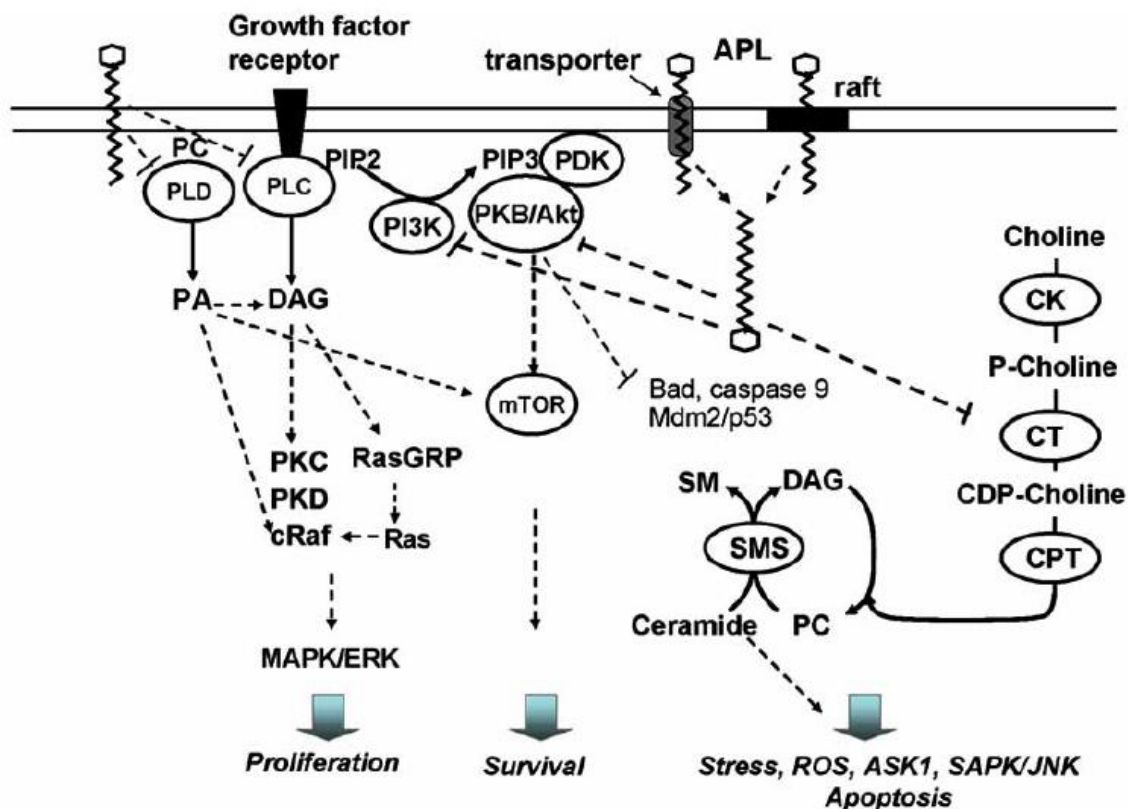 Growth factor
receptor
transporter
APL
raft
PC
PLD
PLC
PIP2
PI3K
PIP3
PDK
PKB/Akt
PA
DAG
mTOR
Bad, caspase 9
Mdm2/p53
PKC
PKD
cRaf
RasGRP
Ras
MAPK/ERK
Choline
CK
P-Choline
CT
CDP-Choline
CPT
SM
DAG
SMS
Ceramide
PC
Proliferation
Survival
Stress, ROS, ASK1, SAPK/JNK
Apoptosis